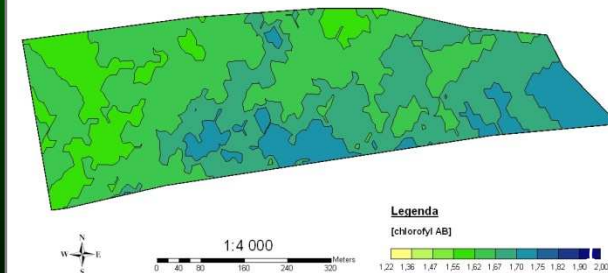 Legenda
[chlorofyl AB]
1:4 000
N
W E
S
Meters
0 40 80 160 240 320
1,22 1,36 1,47 1,55 1,62 1,67 1,70 1,75 1,82 1,90 2,00